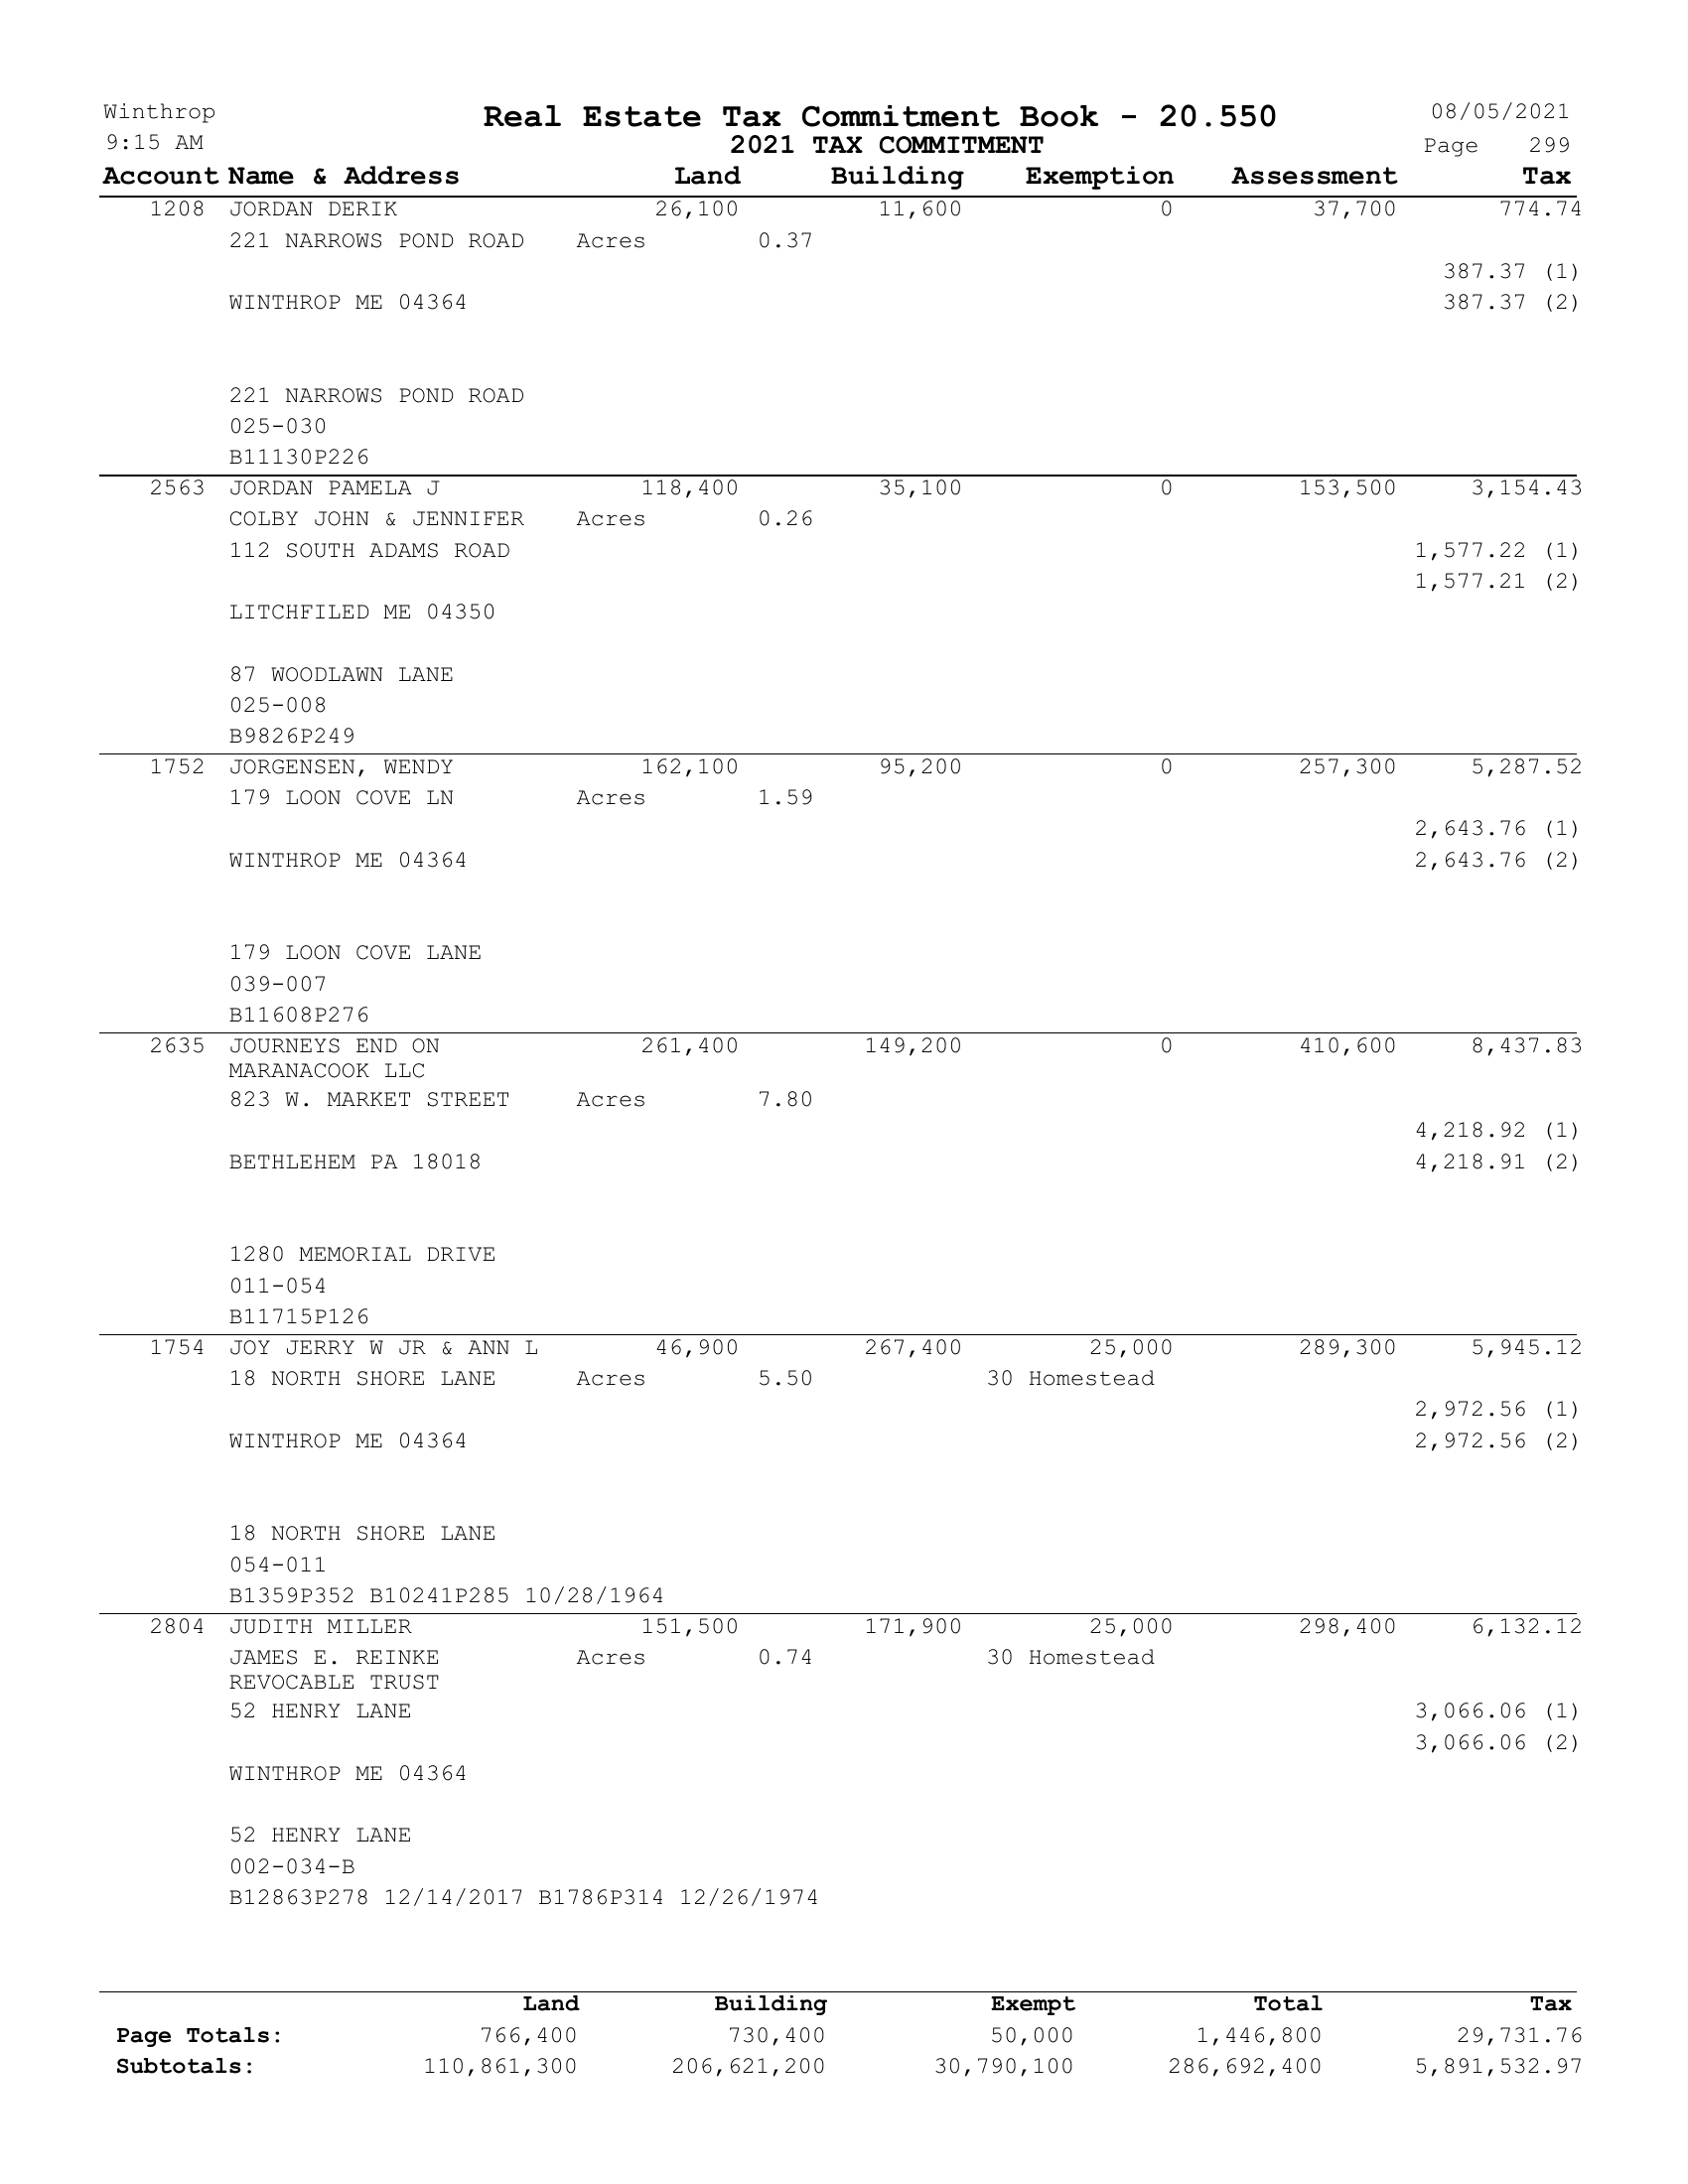 Winthrop Real Estate Tax Commitment Book - 20.550 08/05/2021
9:15 AM 2021 TAX COMMITMENT Page 299
Account Name & Address Land Building Exemption Assessment Tax
1208 JORDAN DERIK 26,100 11,600 0 37,700 774.74
221 NARROWS POND ROAD Acres 0.37
387.37 (1)
WINTHROP ME 04364 387.37 (2)
221 NARROWS POND ROAD
025-030
B11130P226
2563 JORDAN PAMELA J 118,400 35,100 0 153,500 3,154.43
COLBY JOHN & JENNIFER Acres 0.26
112 SOUTH ADAMS ROAD 1,577.22 (1)
1,577.21 (2)
LITCHFILED ME 04350
87 WOODLAWN LANE
025-008
B9826P249
1752 JORGENSEN, WENDY 162,100 95,200 0 257,300 5,287.52
179 LOON COVE LN Acres 1.59
2,643.76 (1)
WINTHROP ME 04364 2,643.76 (2)
179 LOON COVE LANE
039-007
B11608P276
2635 JOURNEYS END ON 261,400 149,200 0 410,600 8,437.83
MARANACOOK LLC
823 W. MARKET STREET Acres 7.80
4,218.92 (1)
BETHLEHEM PA 18018 4,218.91 (2)
1280 MEMORIAL DRIVE
011-054
B11715P126
1754 JOY JERRY W JR & ANN L 46,900 267,400 25,000 289,300 5,945.12
18 NORTH SHORE LANE Acres 5.50 30 Homestead
2,972.56 (1)
WINTHROP ME 04364 2,972.56 (2)
18 NORTH SHORE LANE
054-011
B1359P352 B10241P285 10/28/1964
2804 JUDITH MILLER 151,500 171,900 25,000 298,400 6,132.12
JAMES E. REINKE Acres 0.74 30 Homestead
REVOCABLE TRUST
52 HENRY LANE 3,066.06 (1)
3,066.06 (2)
WINTHROP ME 04364
52 HENRY LANE
002-034-B
B12863P278 12/14/2017 B1786P314 12/26/1974
Land Building Exempt Total Tax
Page Totals: 766,400 730,400 50,000 1,446,800 29,731.76
Subtotals: 110,861,300 206,621,200 30,790,100 286,692,400 5,891,532.97